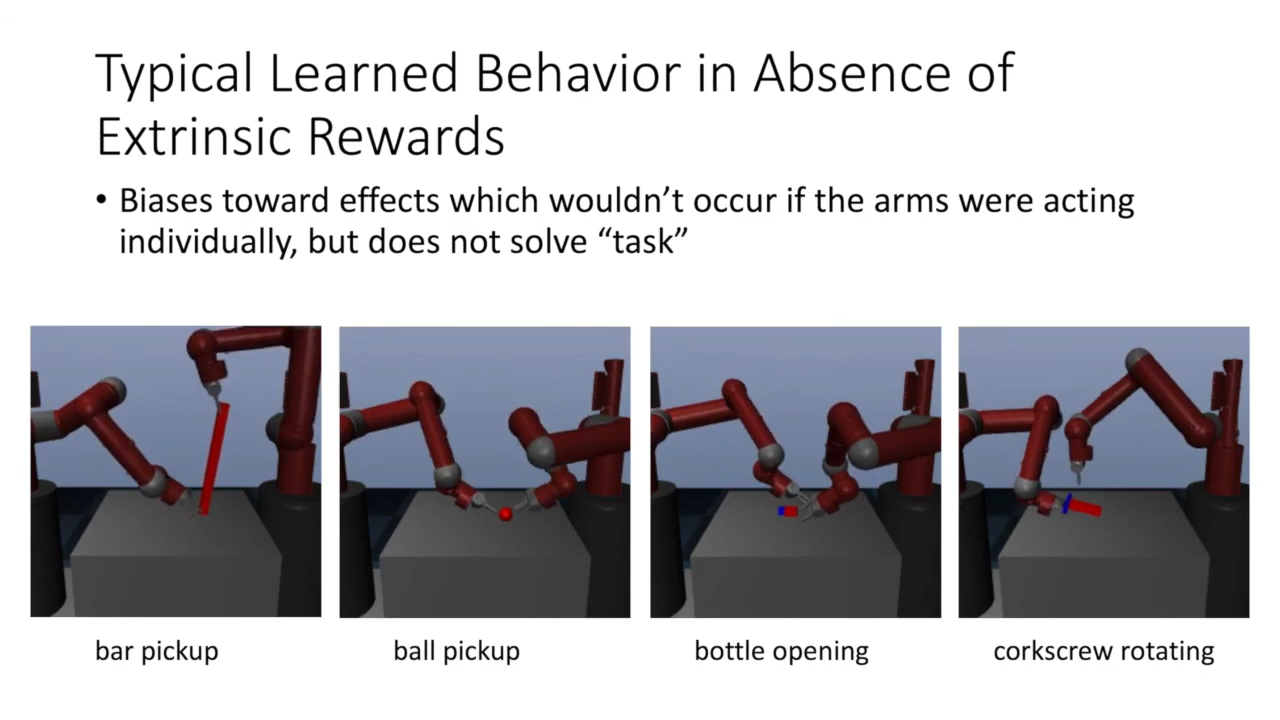 Typical Learned Behavior in Absence of
Extrinsic Rewards
• Biases toward effects which wouldn’t occur if the arms were acting
individually, but does not solve “task”
bar pickup
ball pickup
bottle opening
corkscrew rotating